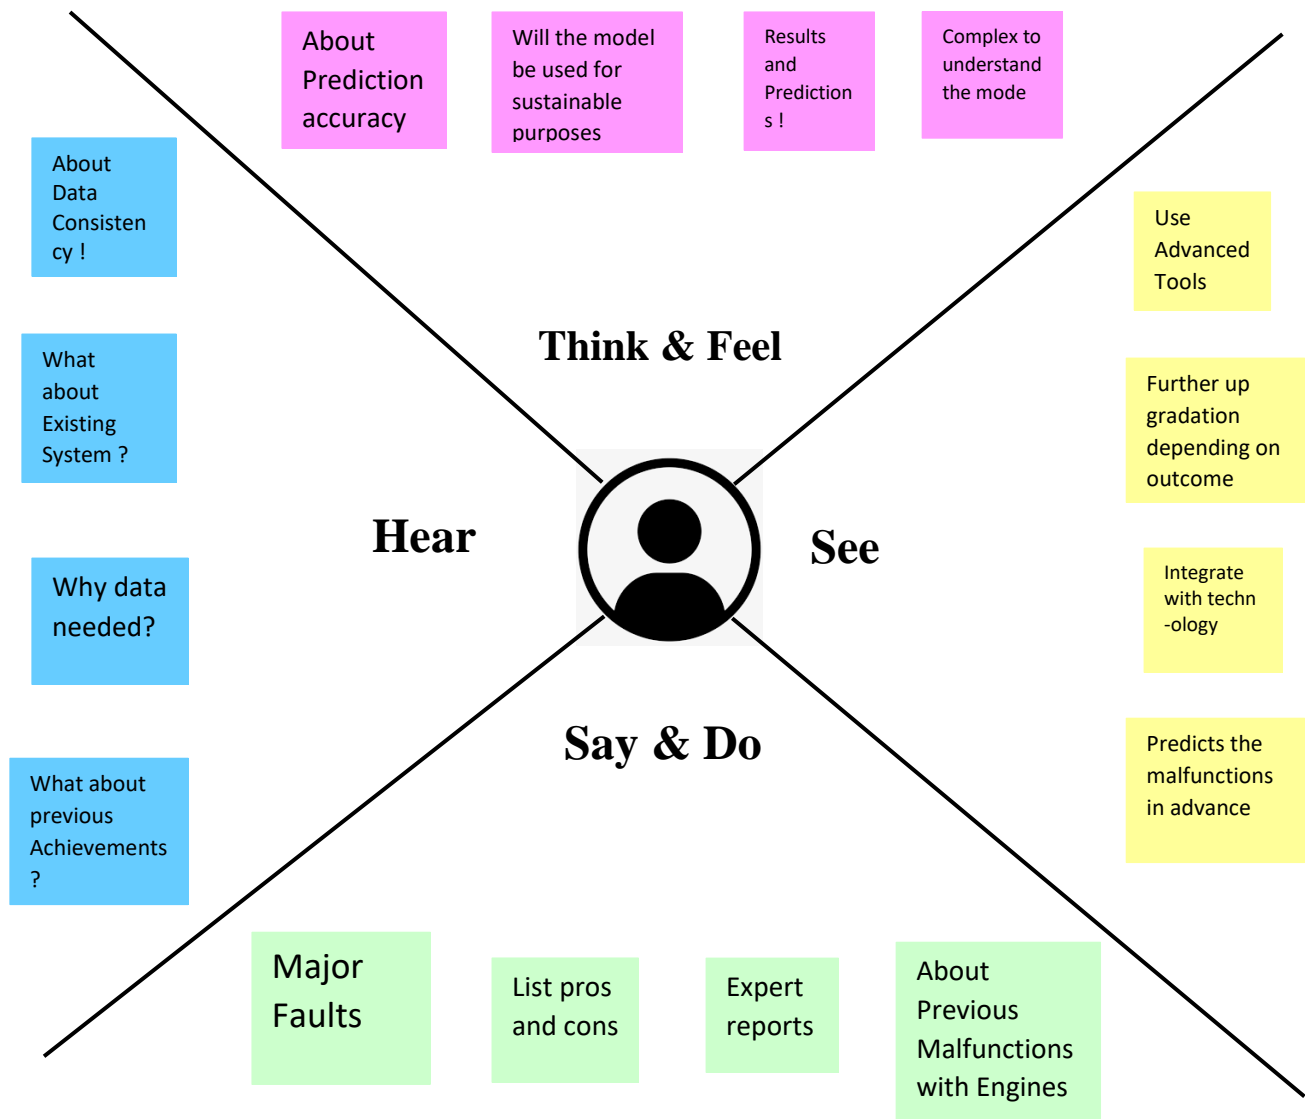 About
Prediction
accuracy
Will the model
be used for
sustainable
purposes
Results
and
Prediction
s !
Complex to
understand
the mode
About
Data
Consisten
cy !
What
about
Existing
System ?
Why data
needed?
What about
previous
Achievements
?
Think & Feel
Hear
See
Say & Do
Use
Advanced
Tools
Further up
gradation
depending on
outcome
Integrate
with techn
-ology
Predicts the
malfunctions
in advance
Major
Faults
List pros
and cons
Expert
reports
About
Previous
Malfunctions
with Engines